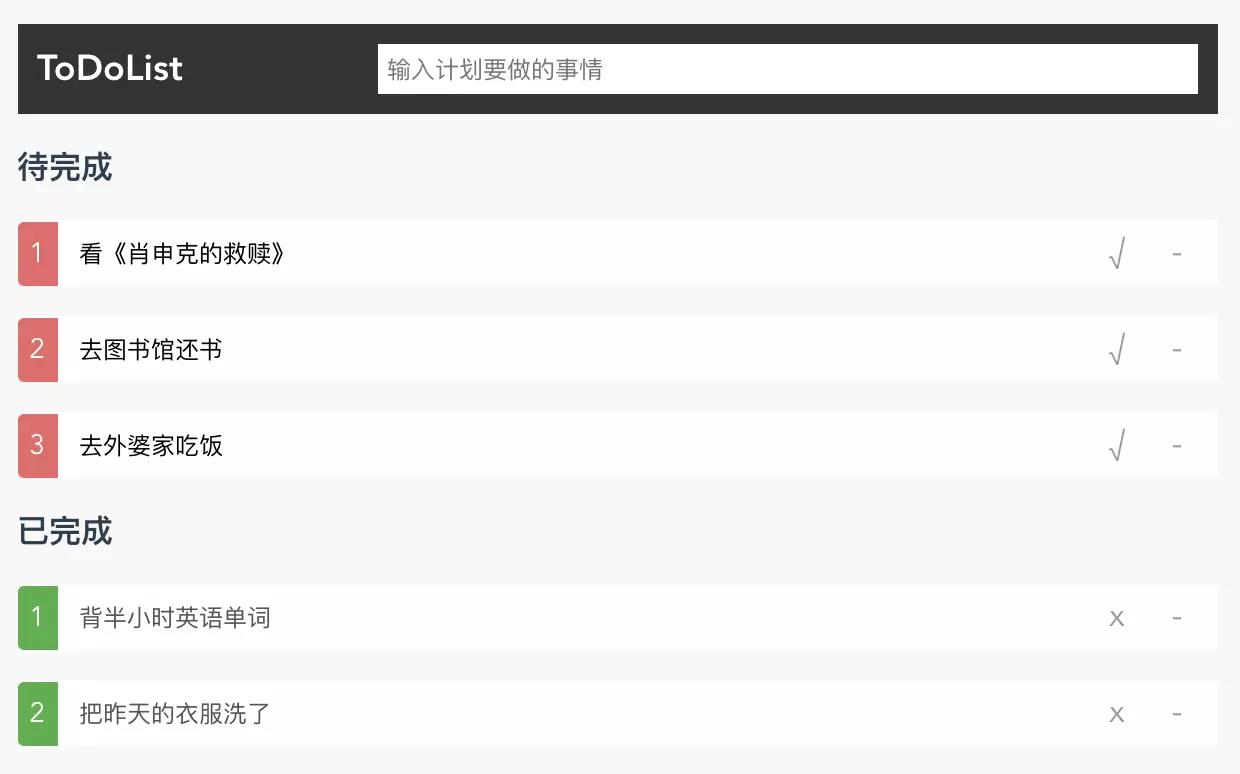 ToDoList 输入计划要做的事情
待完成
1 看《肖申克的救赎》 √ -
2 去图书馆还书 √ -
3 去外婆家吃饭 √ -
已完成
1 背半小时英语单词 x -
2 把昨天的衣服洗了 x -